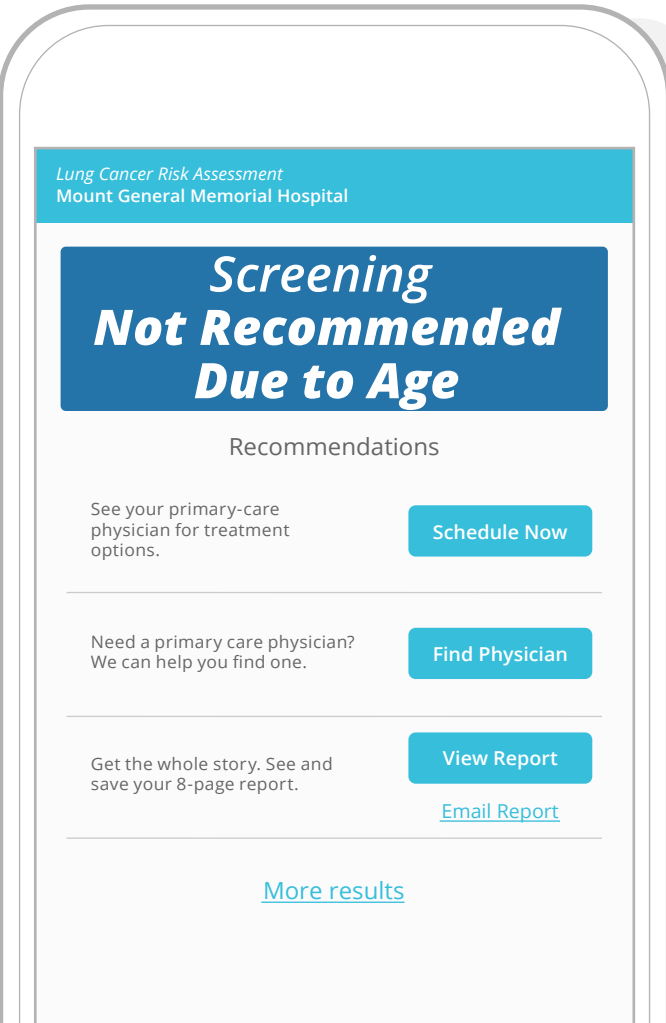 Lung Cancer Risk Assessment
Mount General Memorial Hospital
Screening
Not Recommended
Due to Age
Recommendations
See your primary-care
physician for treatment
options.
Schedule Now
Need a primary care physician?
We can help you find one.
Find Physician
Get the whole story. See and
save your 8-page report.
View Report
Email Report
More results